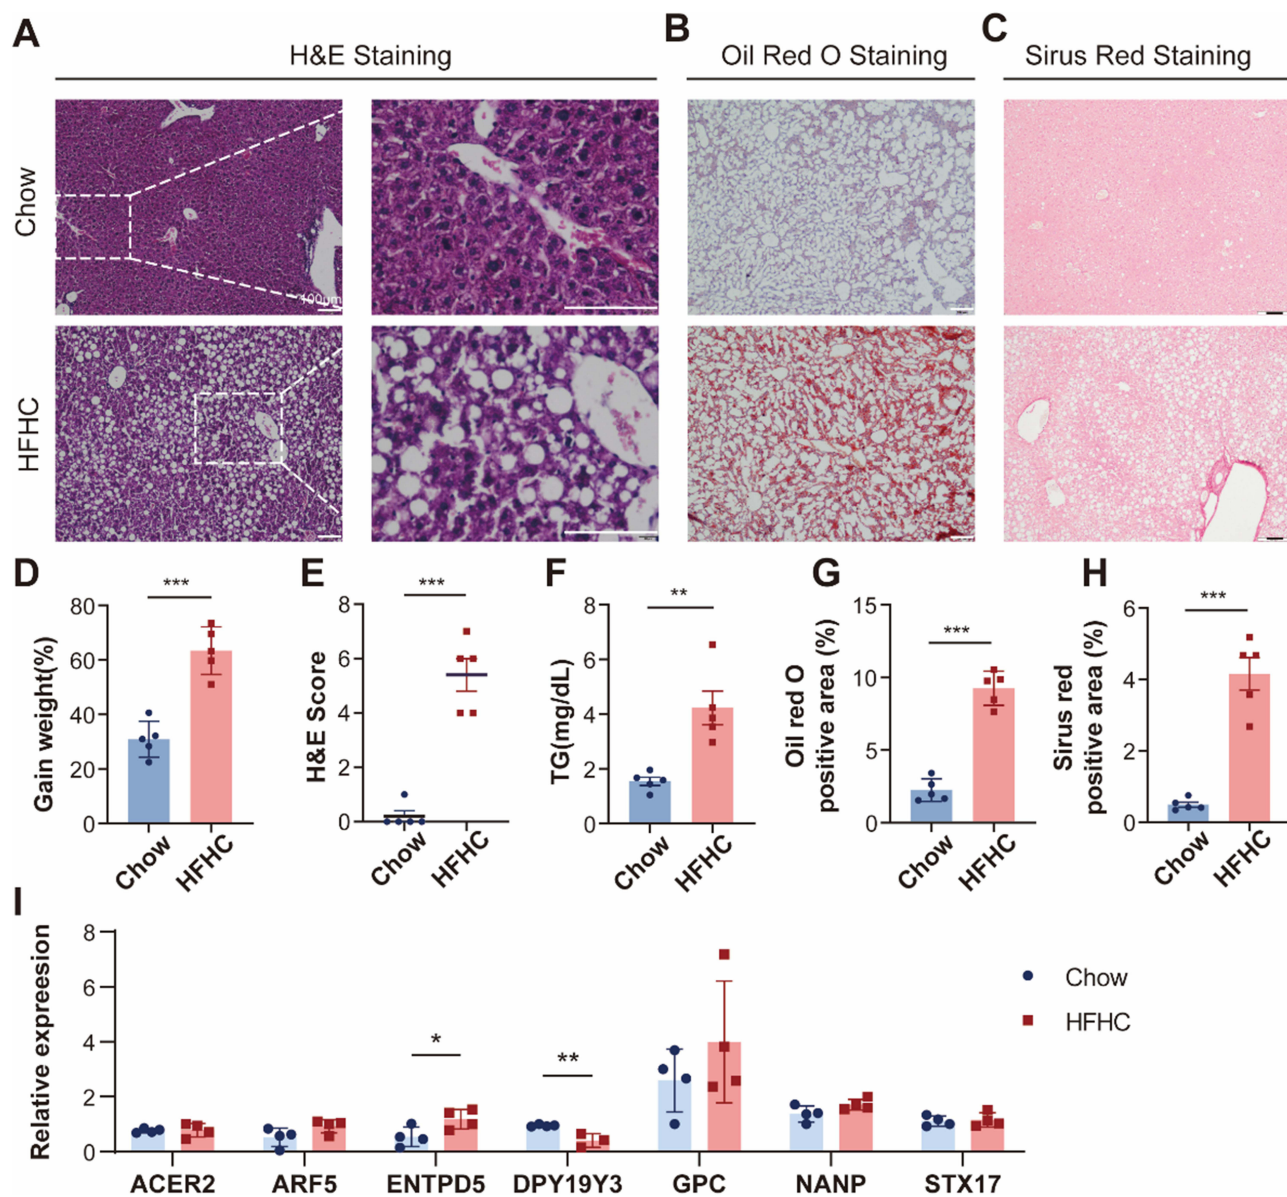 A
B
C
H&E Staining
Oil Red O Staining
Sirus Red Staining
Chow
100μm
HFHC
D
E
F
G
H
Gain weight(%)
80
60
40
20
0
***
Chow
HFHC
H&E Score
8
6
4
2
0
***
Chow
HFHC
TG(mg/dL)
8
6
4
2
0
**
Chow
HFHC
Oil red O
positive area (%)
15
10
5
0
***
Chow
HFHC
Sirus red
positive area (%)
6
4
2
0
***
Chow
HFHC
I
Relative expreesion
8
6
4
2
0
*
**
Chow
HFHC
ACER2 ARF5 ENTPD5 DPY19Y3 GPC NANP STX17